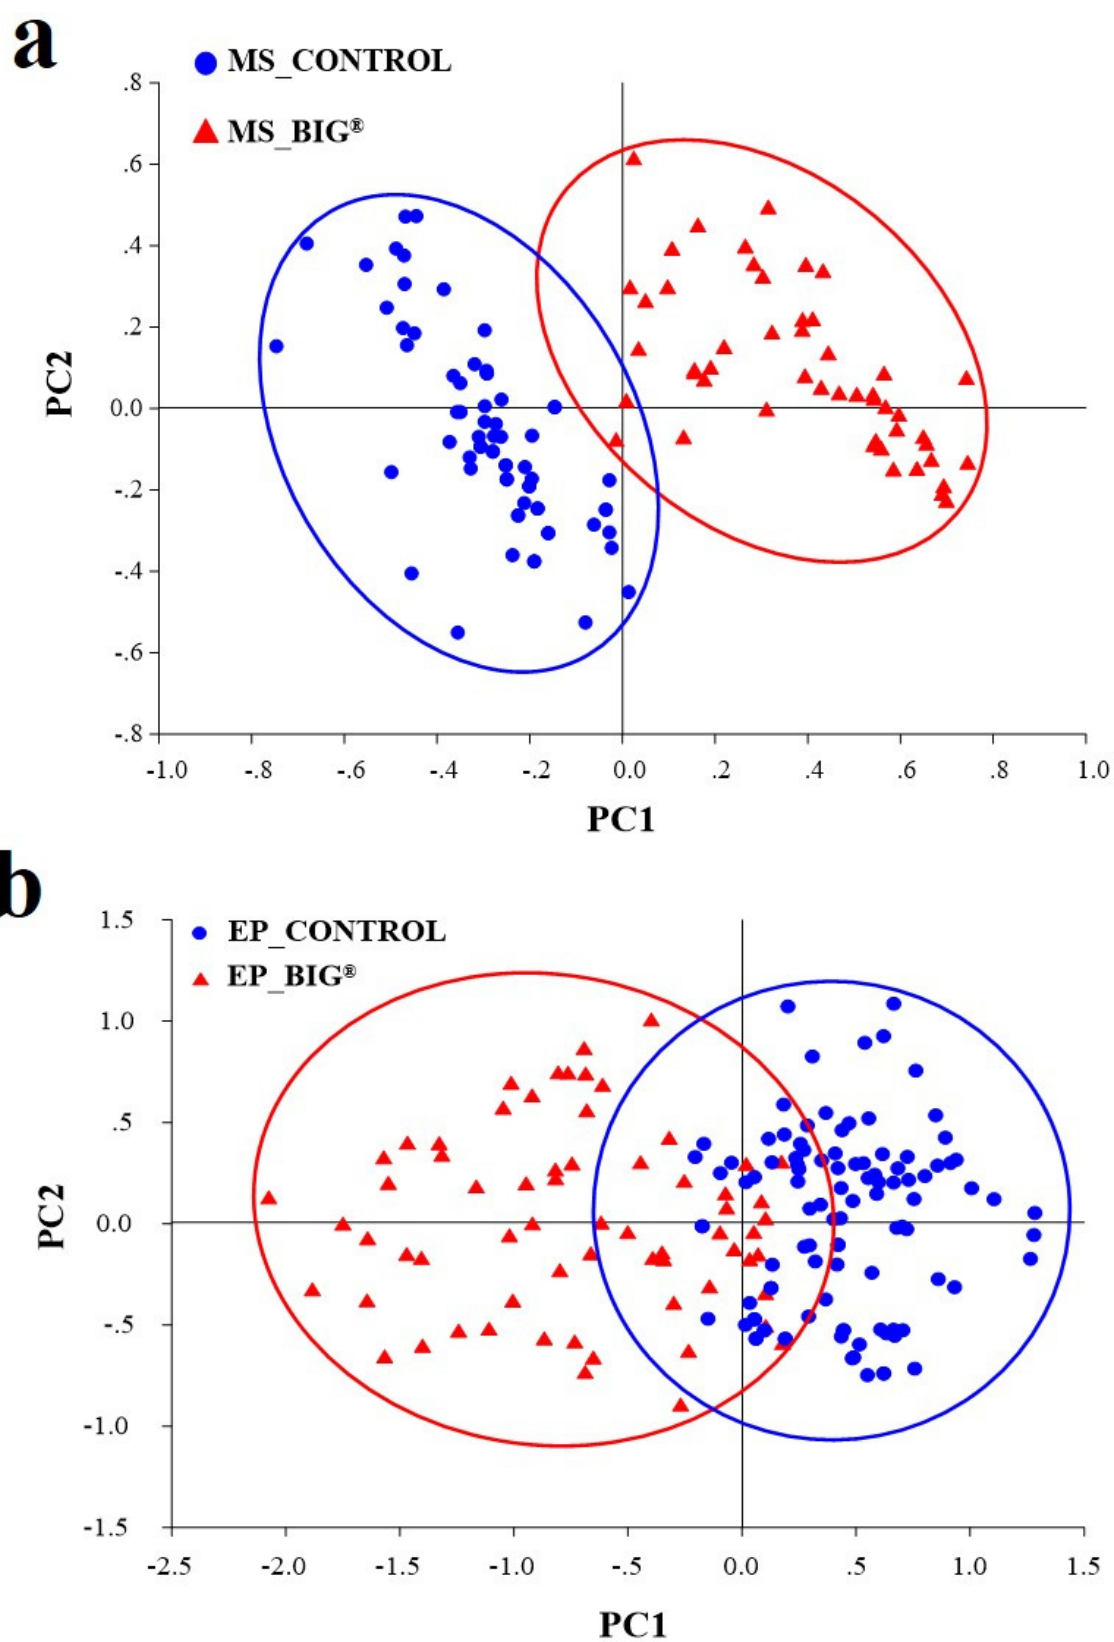 a
MS_CONTROL
MS_BIG®
.8
.6
.4
.2
0.0
-.2
-.4
-.6
-.8
PC2
-1.0 -.8 -.6 -.4 -.2 0.0 .2 .4 .6 .8 1.0
PC1
b
EP_CONTROL
EP_BIG®
1.5
1.0
.5
0.0
-.5
-1.0
-1.5
PC2
-2.5 -2.0 -1.5 -1.0 -.5 0.0 .5 1.0 1.5
PC1